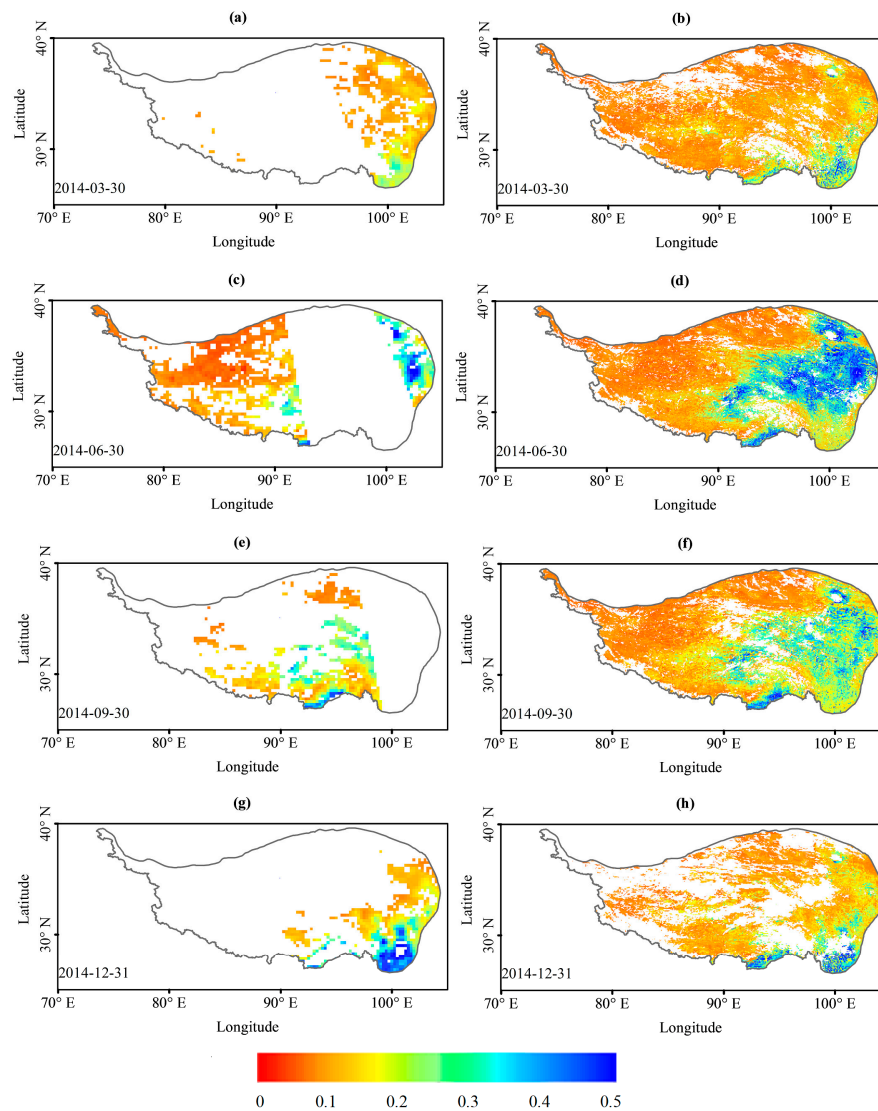 (a)
(b)
40° N
30° N
Latitude
2014-03-30
70° E
80° E
90° E
100° E
Longitude
40° N
30° N
Latitude
2014-03-30
70° E
80° E
90° E
100° E
Longitude
(c)
(d)
40° N
30° N
Latitude
2014-06-30
70° E
80° E
90° E
100° E
Longitude
40° N
30° N
Latitude
2014-06-30
70° E
80° E
90° E
100° E
Longitude
(e)
(f)
40° N
30° N
Latitude
2014-09-30
70° E
80° E
90° E
100° E
Longitude
40° N
30° N
Latitude
2014-09-30
70° E
80° E
90° E
100° E
Longitude
(g)
(h)
40° N
30° N
Latitude
2014-12-31
70° E
80° E
90° E
100° E
Longitude
40° N
30° N
Latitude
2014-12-31
70° E
80° E
90° E
100° E
Longitude
0 0.1 0.2 0.3 0.4 0.5